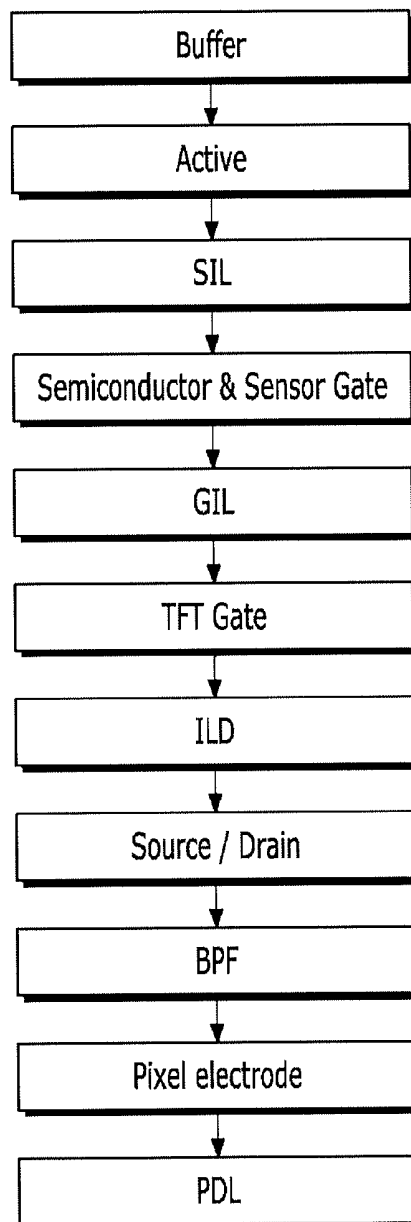 Buffer
Active
SIL
Semiconductor & Sensor Gate
GIL
TFT Gate
ILD
Source / Drain
BPF
Pixel electrode
PDL